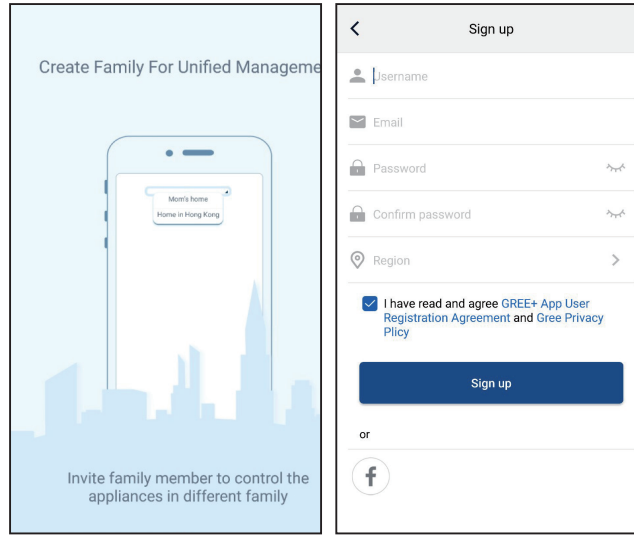 Create Family For Unified Manageme
Mom's home
Home in Hong Kong
Invite family member to control the
appliances in different family
Sign up
Username
Email
Password
Confirm password
Region
I have read and agree GREE+ App User
Registration Agreement and Gree Privacy
Plicy
Sign up
or
f